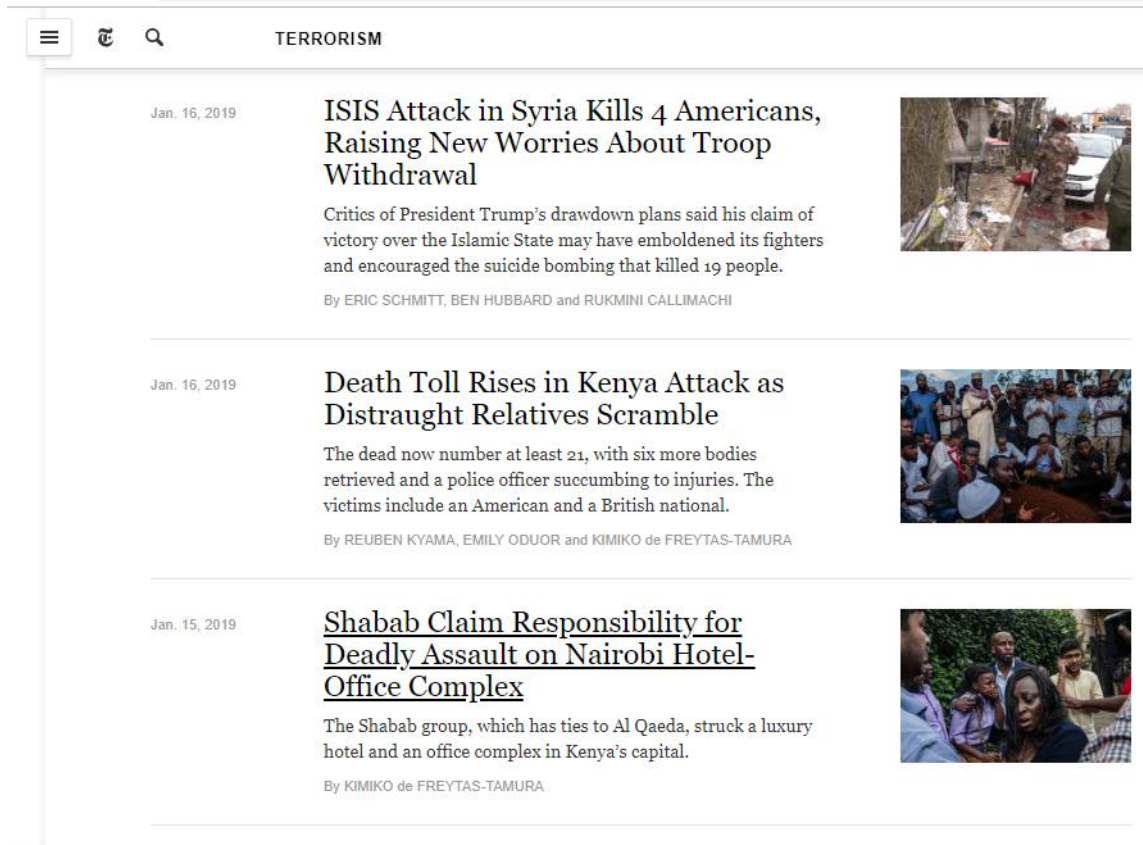 TERRORISM
Jan. 16, 2019
ISIS Attack in Syria Kills 4 Americans,
Raising New Worries About Troop
Withdrawal
Critics of President Trump’s drawdown plans said his claim of
victory over the Islamic State may have emboldened its fighters
and encouraged the suicide bombing that killed 19 people.
By ERIC SCHMITT, BEN HUBBARD and RUKMINI CALLIMACHI
Jan. 16, 2019
Death Toll Rises in Kenya Attack as
Distraught Relatives Scramble
The dead now number at least 21, with six more bodies
retrieved and a police officer succumbing to injuries. The
victims include an American and a British national.
By REUBEN KYAMA, EMILY ODUOR and KIMIKO de FREYTAS-TAMURA
Jan. 15, 2019
Shabab Claim Responsibility for
Deadly Assault on Nairobi Hotel-
Office Complex
The Shabab group, which has ties to Al Qaeda, struck a luxury
hotel and an office complex in Kenya’s capital.
By KIMIKO de FREYTAS-TAMURA